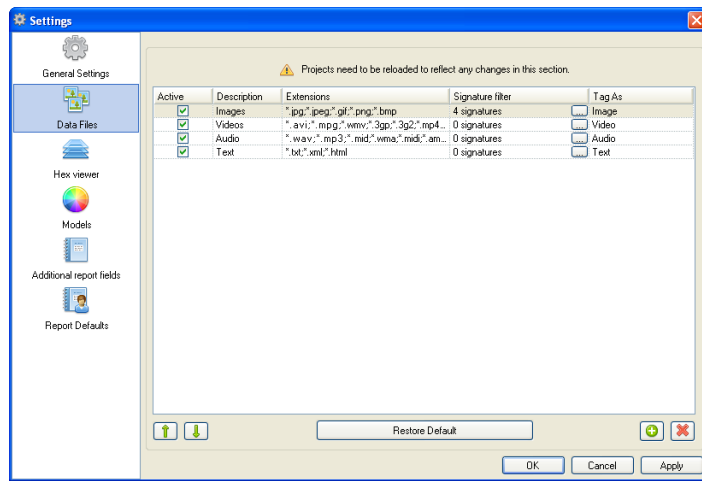 Settings
General Settings
Data Files
Hex viewer
Models
Additional report fields
Report Defaults
Projects need to be reloaded to reflect any changes in this section.
Active Description Extensions Signature filter Tag As
Images *.jpg;*.jpeg;*.gif;*.png;*.bmp 4 signatures ... Image
Videos *.avi;*.mpg;*.wmv;*.3gp;*.3g2;*.mp4... 0 signatures ... Video
Audio *.wav;*.mp3;*.mid;*.wma;*.midi;*.am... 0 signatures ... Audio
Text *.txt;*.xml;*.html 0 signatures ... Text
Restore Default
OK Cancel Apply